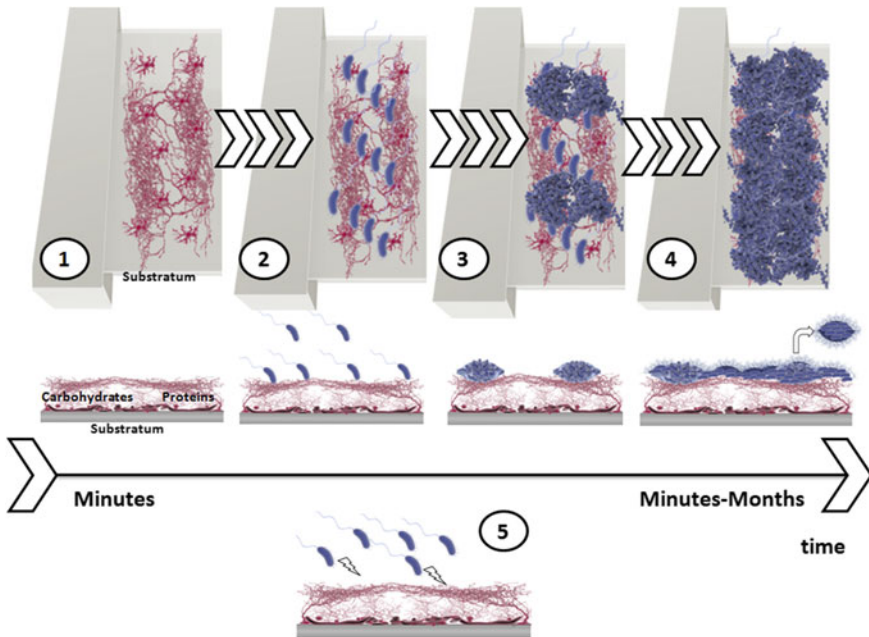 1
2
3
4
Substratum
Carbohydrates Proteins
Substratum
Minutes
Minutes-Months
time
5